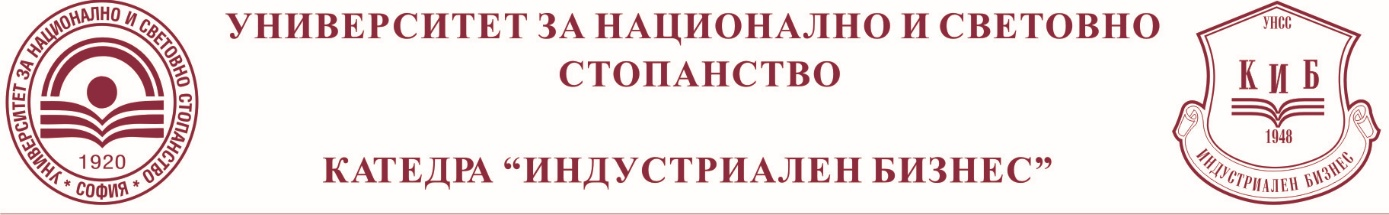 УНИВЕРСИТЕТ ЗА НАЦИОНАЛНО И СВЕТОВНО СТОПАНСТВО
* СОФИЯ *
1920
УНИВЕРСИТЕТ ЗА НАЦИОНАЛНО И СВЕТОВНО
СТОПАНСТВО
КАТЕДРА “ИНДУСТРИАЛЕН БИЗНЕС”
УНСС
К И Б
1948
ИНДУСТРИАЛЕН БИЗНЕС